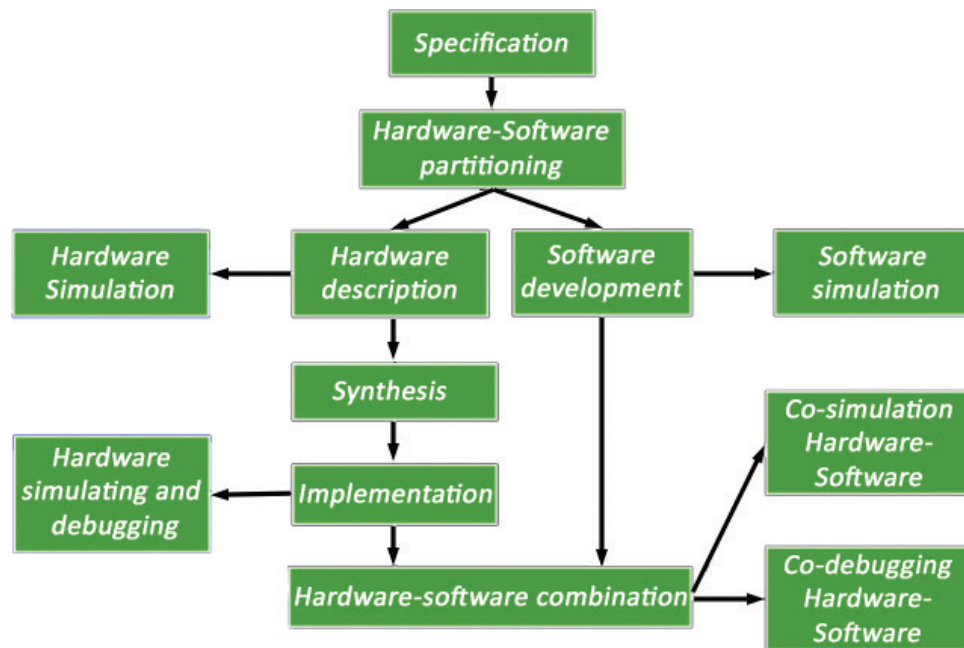 Specification
Hardware-Software
partitioning
Hardware
Simulation
Hardware
description
Software
development
Software
simulation
Synthesis
Co-simulation
Hardware-
Software
Hardware
simulating and
debugging
Implementation
Hardware-software combination
Co-debugging
Hardware-
Software